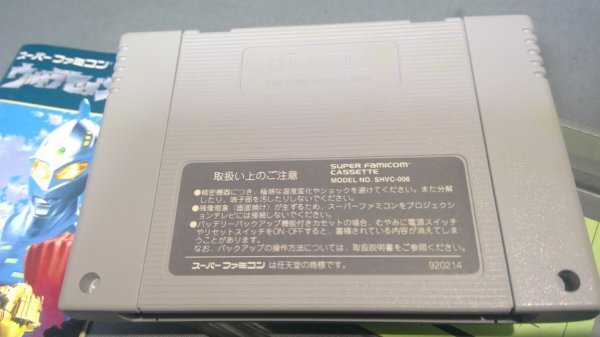 スーパーファミコン
ウルトラセブン
取扱い上のご注意
SUPER FAMICOM
CASSETTE
MODEL NO. SHVC-006
●精密機器につき、極端な温度変化やショックを避けてください。また分解
したり、端子部を汚したりしないでください。
●残像現象(画面焼け)が生ずるため、スーパーファミコンをプロジェクシ
ョンテレビには接続しないでください。
●バッテリーバックアップ機能付きカセットの場合、むやみに電源スイッチ
やリセットスイッチをON・OFFすると、蓄積されている内容が消えてしま
うことがあります。
なお、バックアップの操作方法については、取扱説明書をご参照ください。
スーパーファミコンは任天堂の商標です。
920214